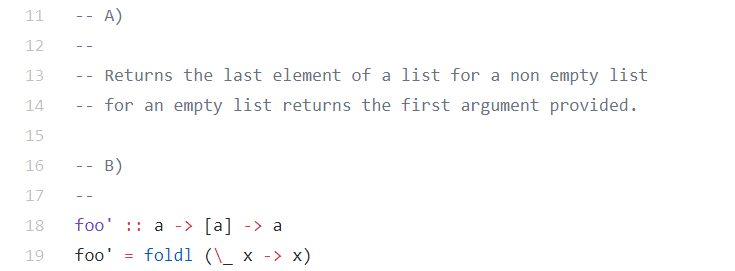 11 -- A)
12 --
13 -- Returns the last element of a list for a non empty list
14 -- for an empty list returns the first argument provided.
15
16 -- B)
17 --
18 foo' :: a -> [a] -> a
19 foo' = foldl (\_ x -> x)